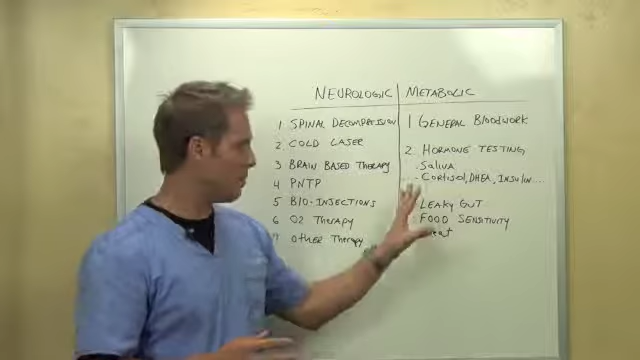 NEUROLOGIC
1 SPINAL DECOMPRESSION
2 COLD LASER
3 BRAIN BASED THERAPY
4 PNTP
5 BIO-INJECTIONS
6 O2 THERAPY
7 OTHER THERAPY
METABOLIC
1 GENERAL BLOODWORK
2. HORMONE TESTING
SALIVA
- CORTISOL, DHEA, INSULIN....
LEAKY GUT
FOOD SENSITIVITY